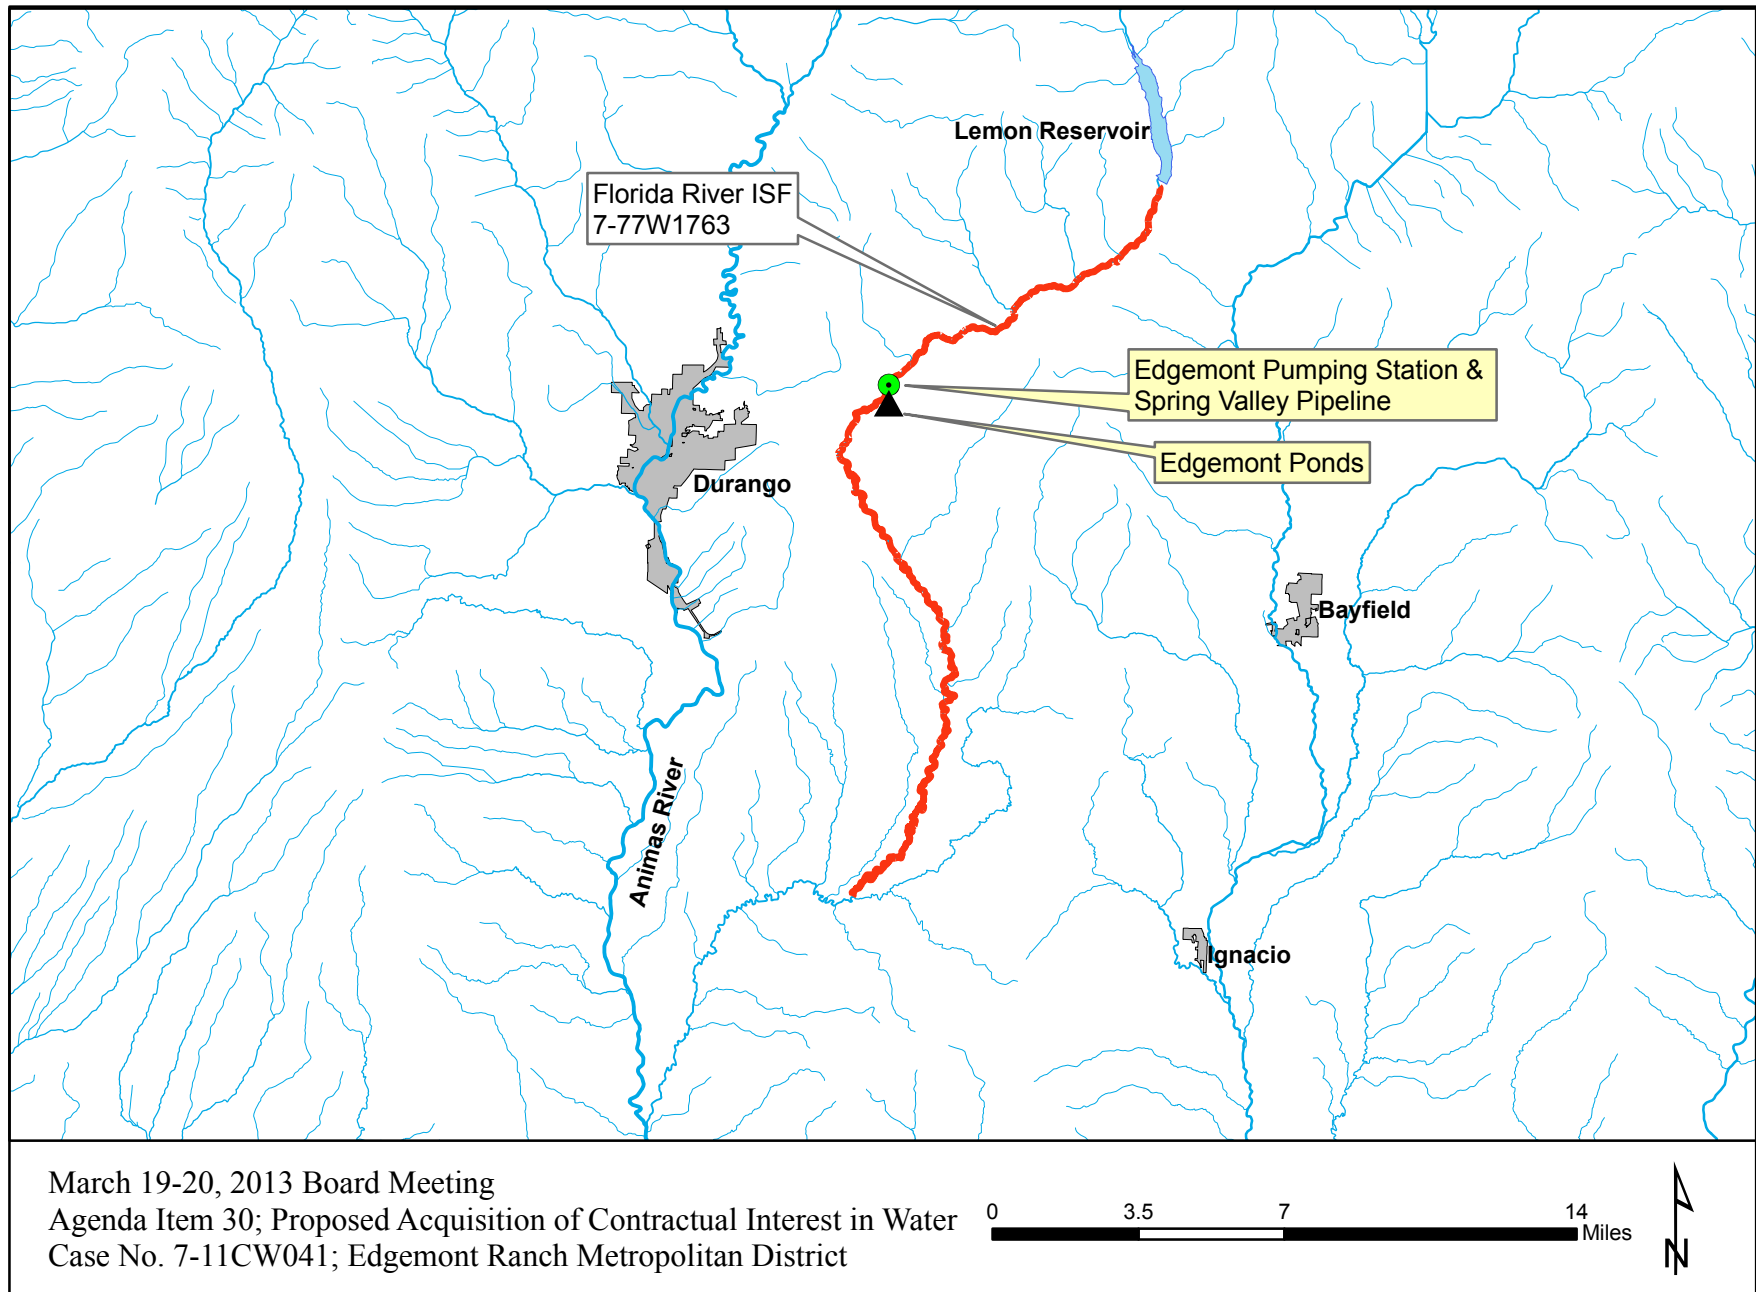 Lemon Reservoir
Florida River ISF
7-77W1763
Edgemont Pumping Station &
Spring Valley Pipeline
Edgemont Ponds
Durango
Bayfield
Animas River
Ignacio
March 19-20, 2013 Board Meeting
Agenda Item 30; Proposed Acquisition of Contractual Interest in Water
Case No. 7-11CW041; Edgemont Ranch Metropolitan District
0 3.5 7 14
Miles
N